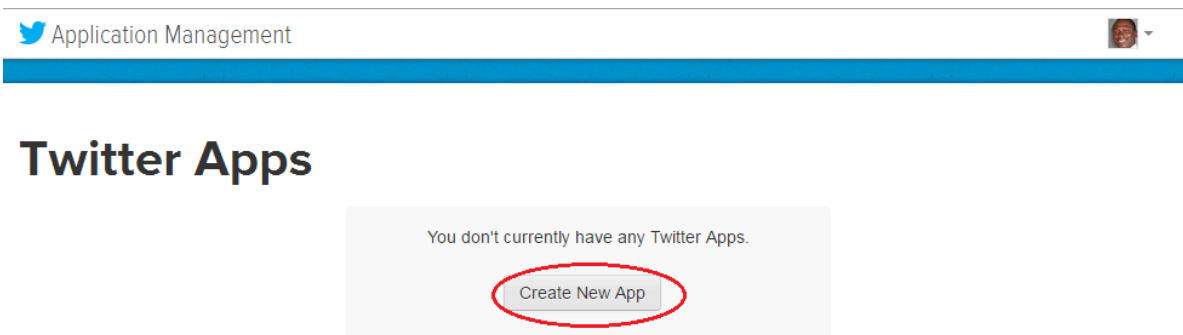 Application Management
Twitter Apps
You don't currently have any Twitter Apps.
Create New App